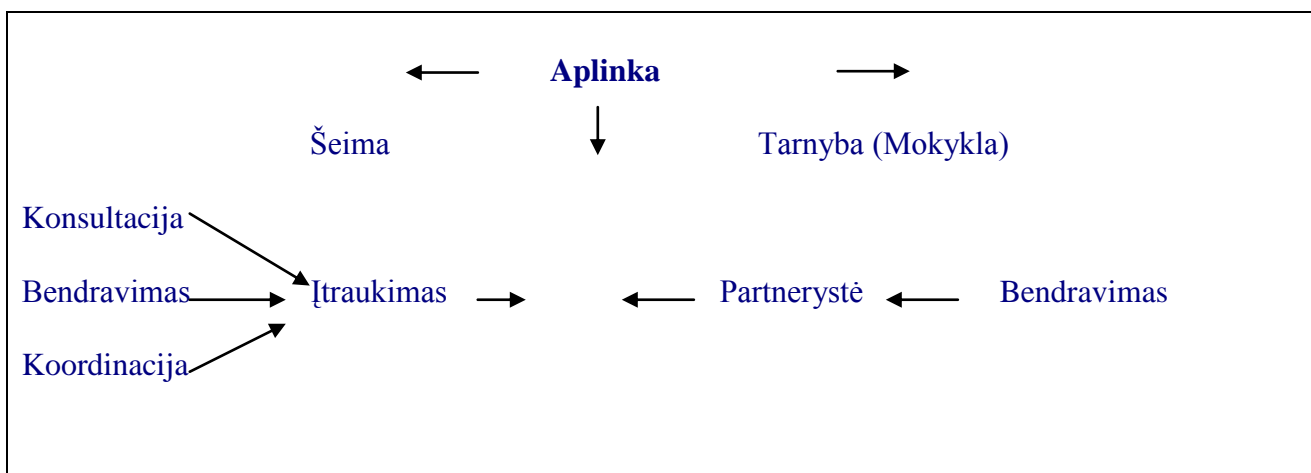 Aplinka
Šeima Tarnyba (Mokykla)
Konsultacija
Bendravimas Įtraukimas Partnerystė Bendravimas
Koordinacija